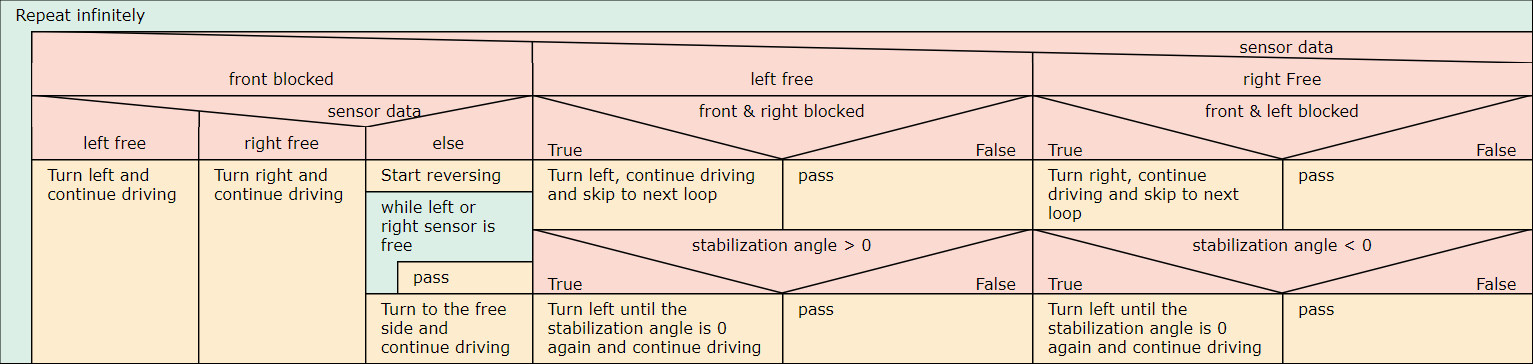 Repeat infinitely
sensor data
front blocked
left free
right Free
sensor data
front & right blocked
front & left blocked
left free
right free
else
True
False
True
False
Turn left and
continue driving
Turn right and
continue driving
Start reversing
while left or
right sensor is
free
pass
Turn to the free
side and
continue driving
Turn left, continue driving
and skip to next loop
pass
stabilization angle > 0
True
False
Turn left until the
stabilization angle is 0
again and continue driving
pass
Turn right, continue
driving and skip to next
loop
pass
stabilization angle < 0
True
False
Turn left until the
stabilization angle is 0
again and continue driving
pass